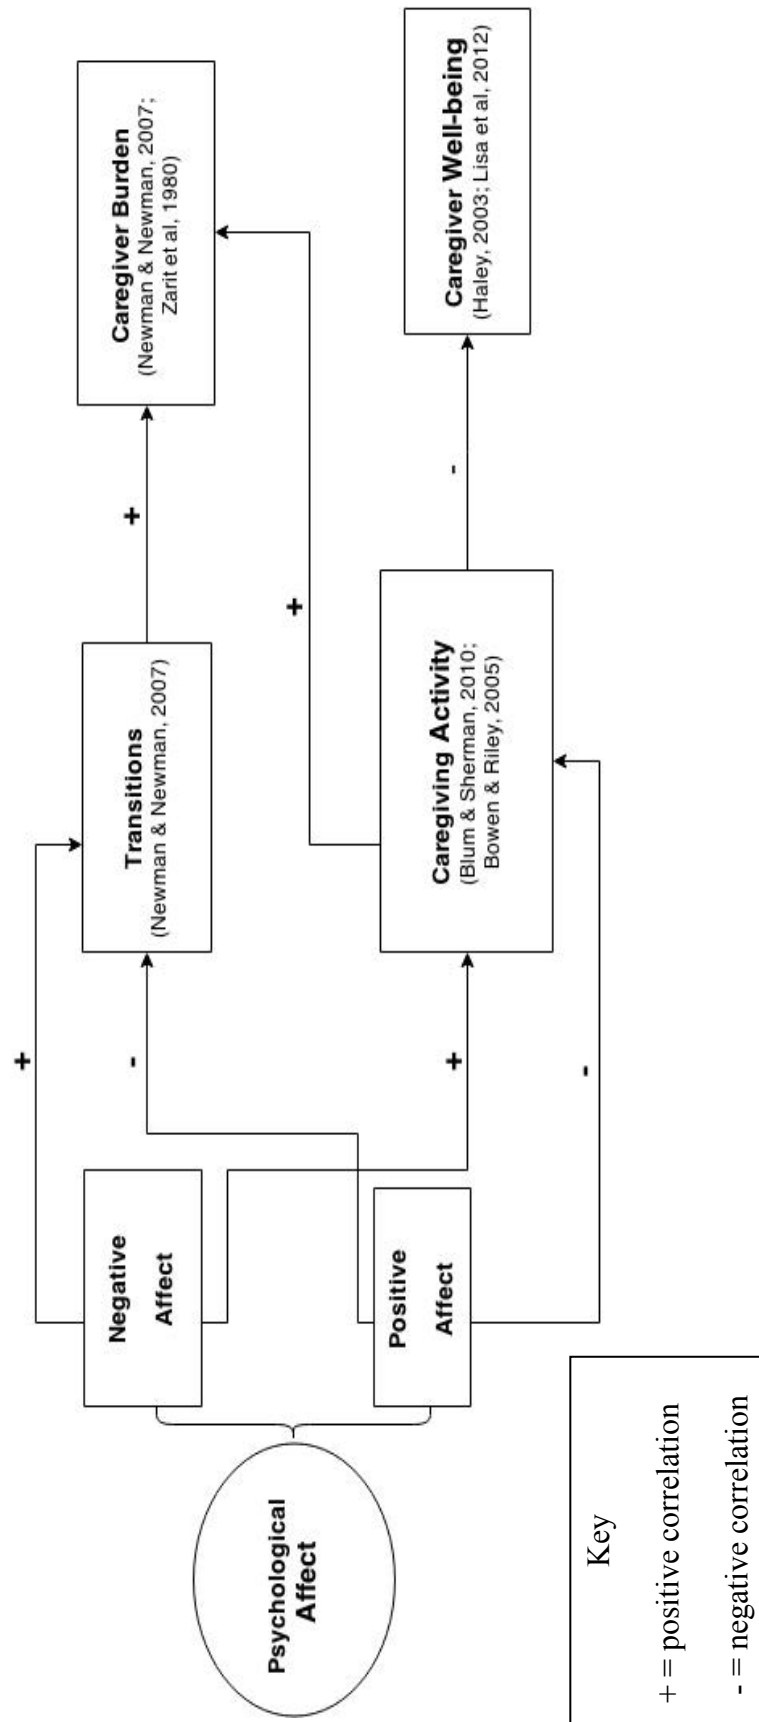 Psychological
Affect
Negative
Affect
Positive
Affect
+
-
+
-
Transitions
(Newman & Newman, 2007)
Caregiving Activity
(Blum & Sherman, 2010;
Bowen & Riley, 2005)
+
+
-
Caregiver Burden
(Newman & Newman, 2007;
Zarit et al, 1980)
Caregiver Well-being
(Haley, 2003; Lisa et al, 2012)
Key
+ = positive correlation
- = negative correlation